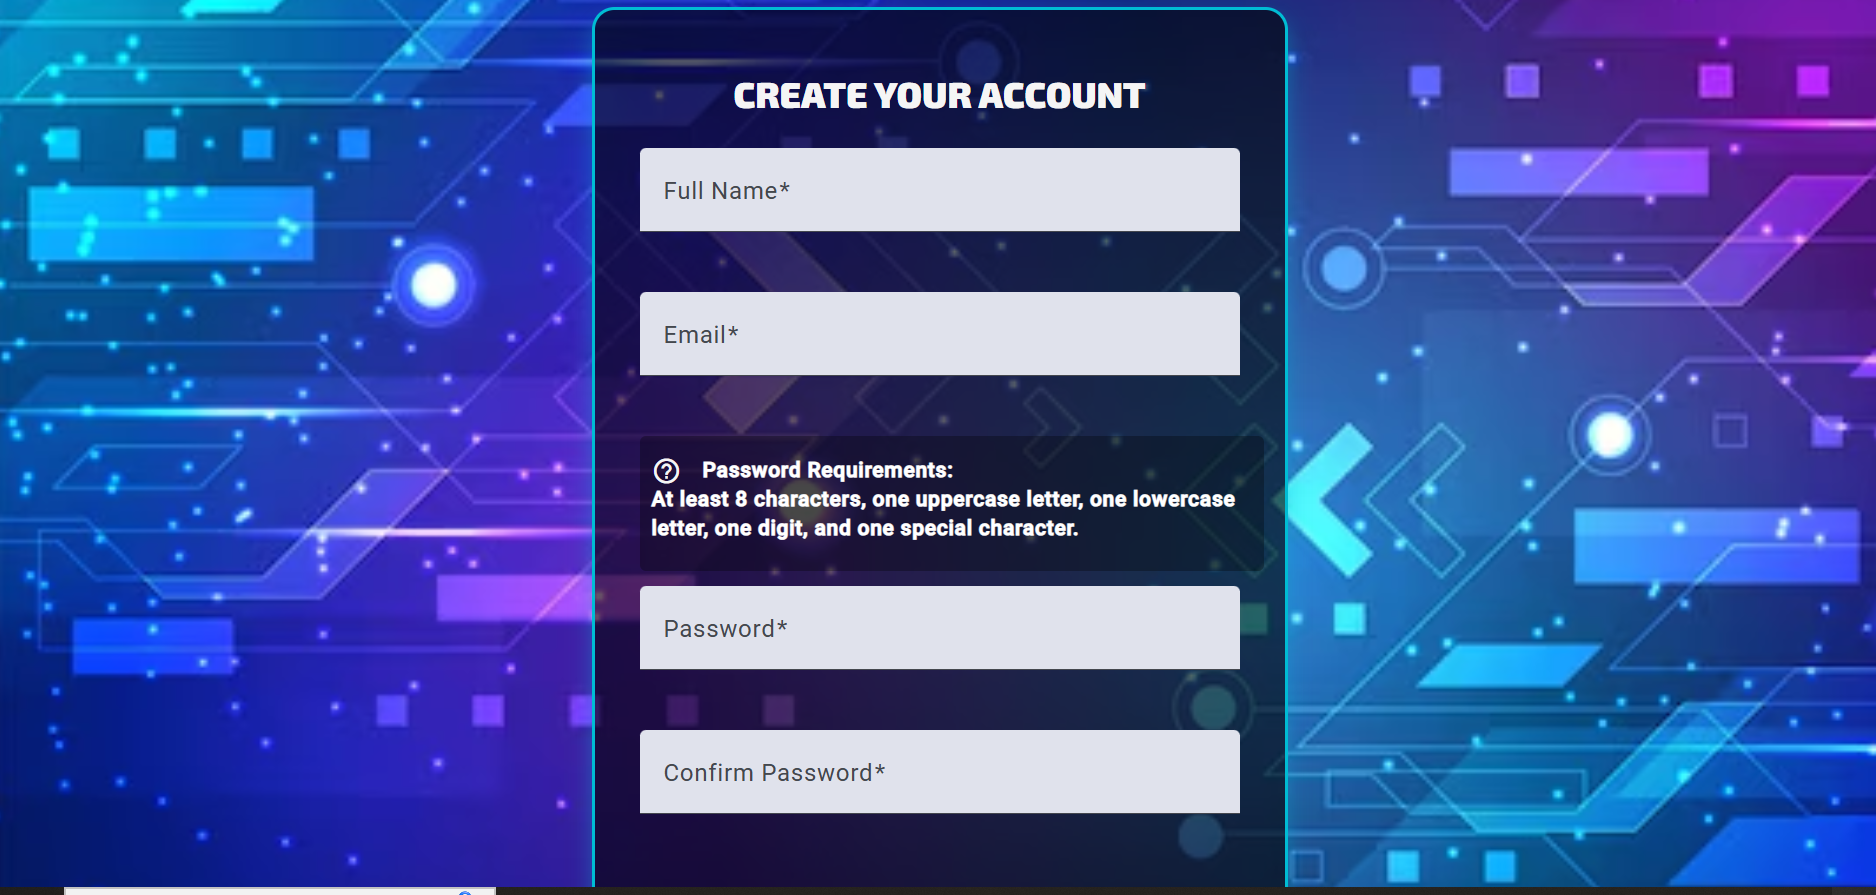 CREATE YOUR ACCOUNT
Full Name*
Email*
Password Requirements:
At least 8 characters, one uppercase letter, one lowercase
letter, one digit, and one special character.
Password*
Confirm Password*